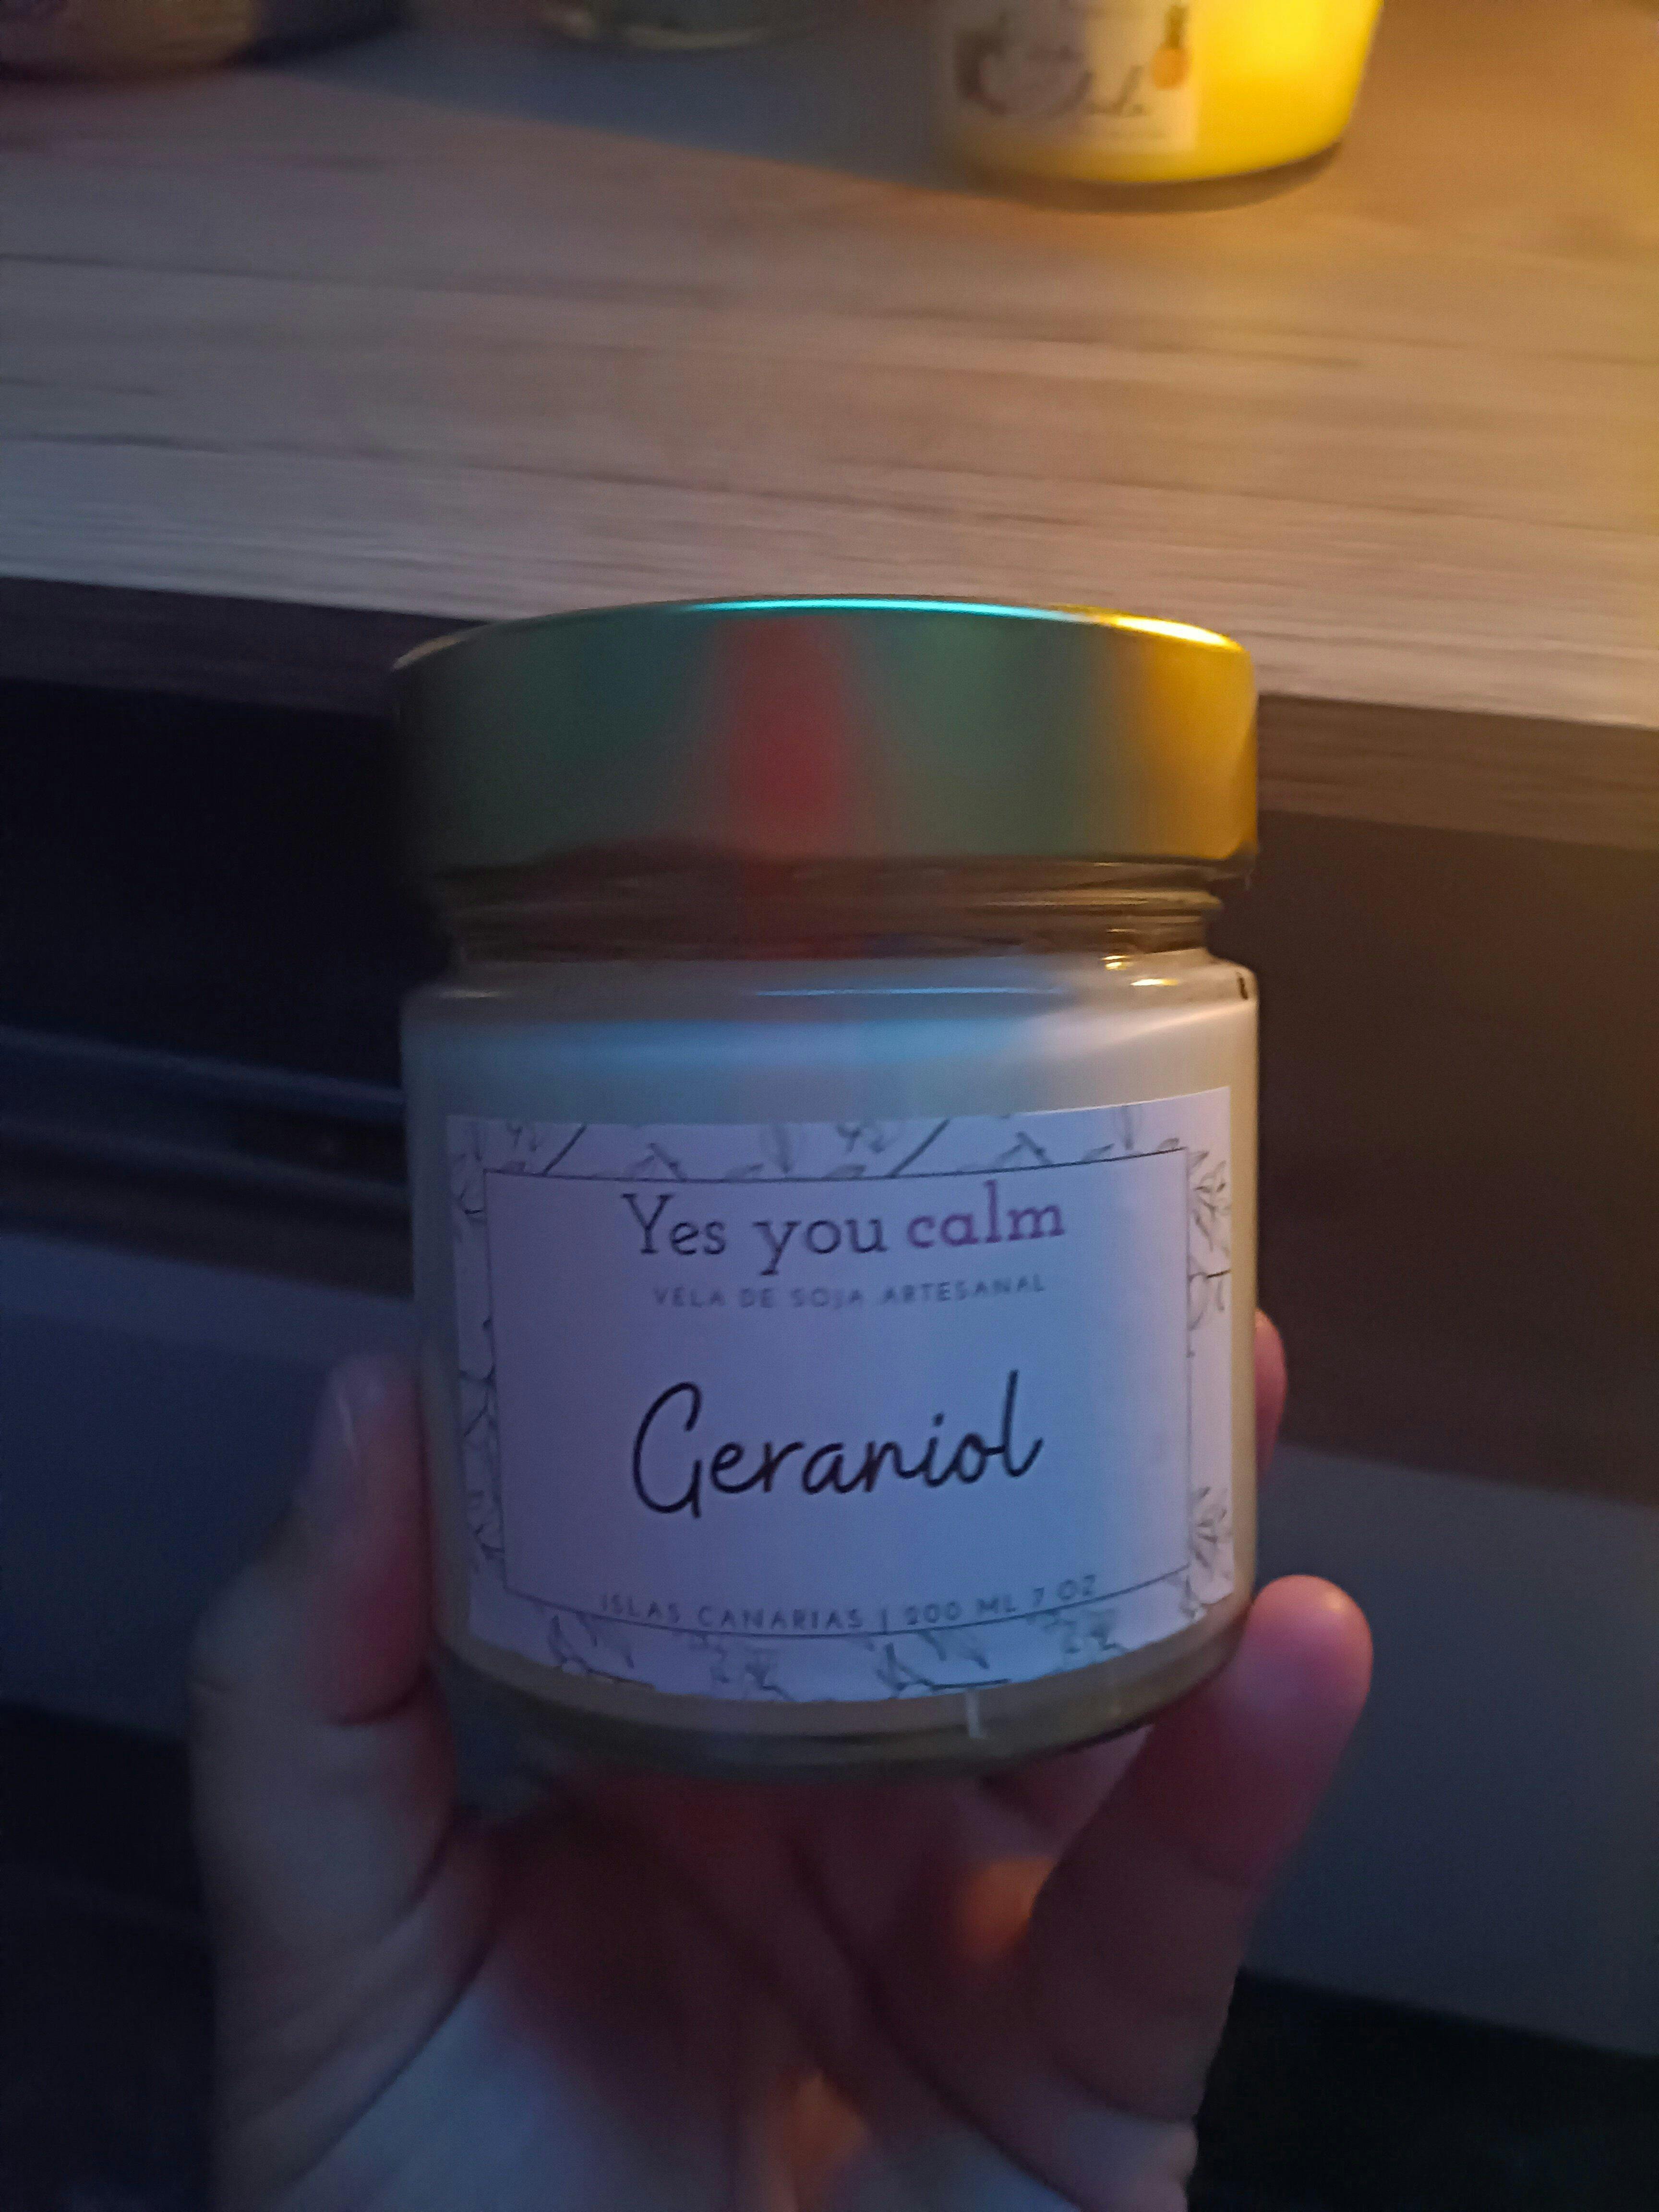 Yes you calm
VELA DE SOJA ARTESANAL
Geraniol
ISLAS CANARIAS | 200 ML 7 OZ